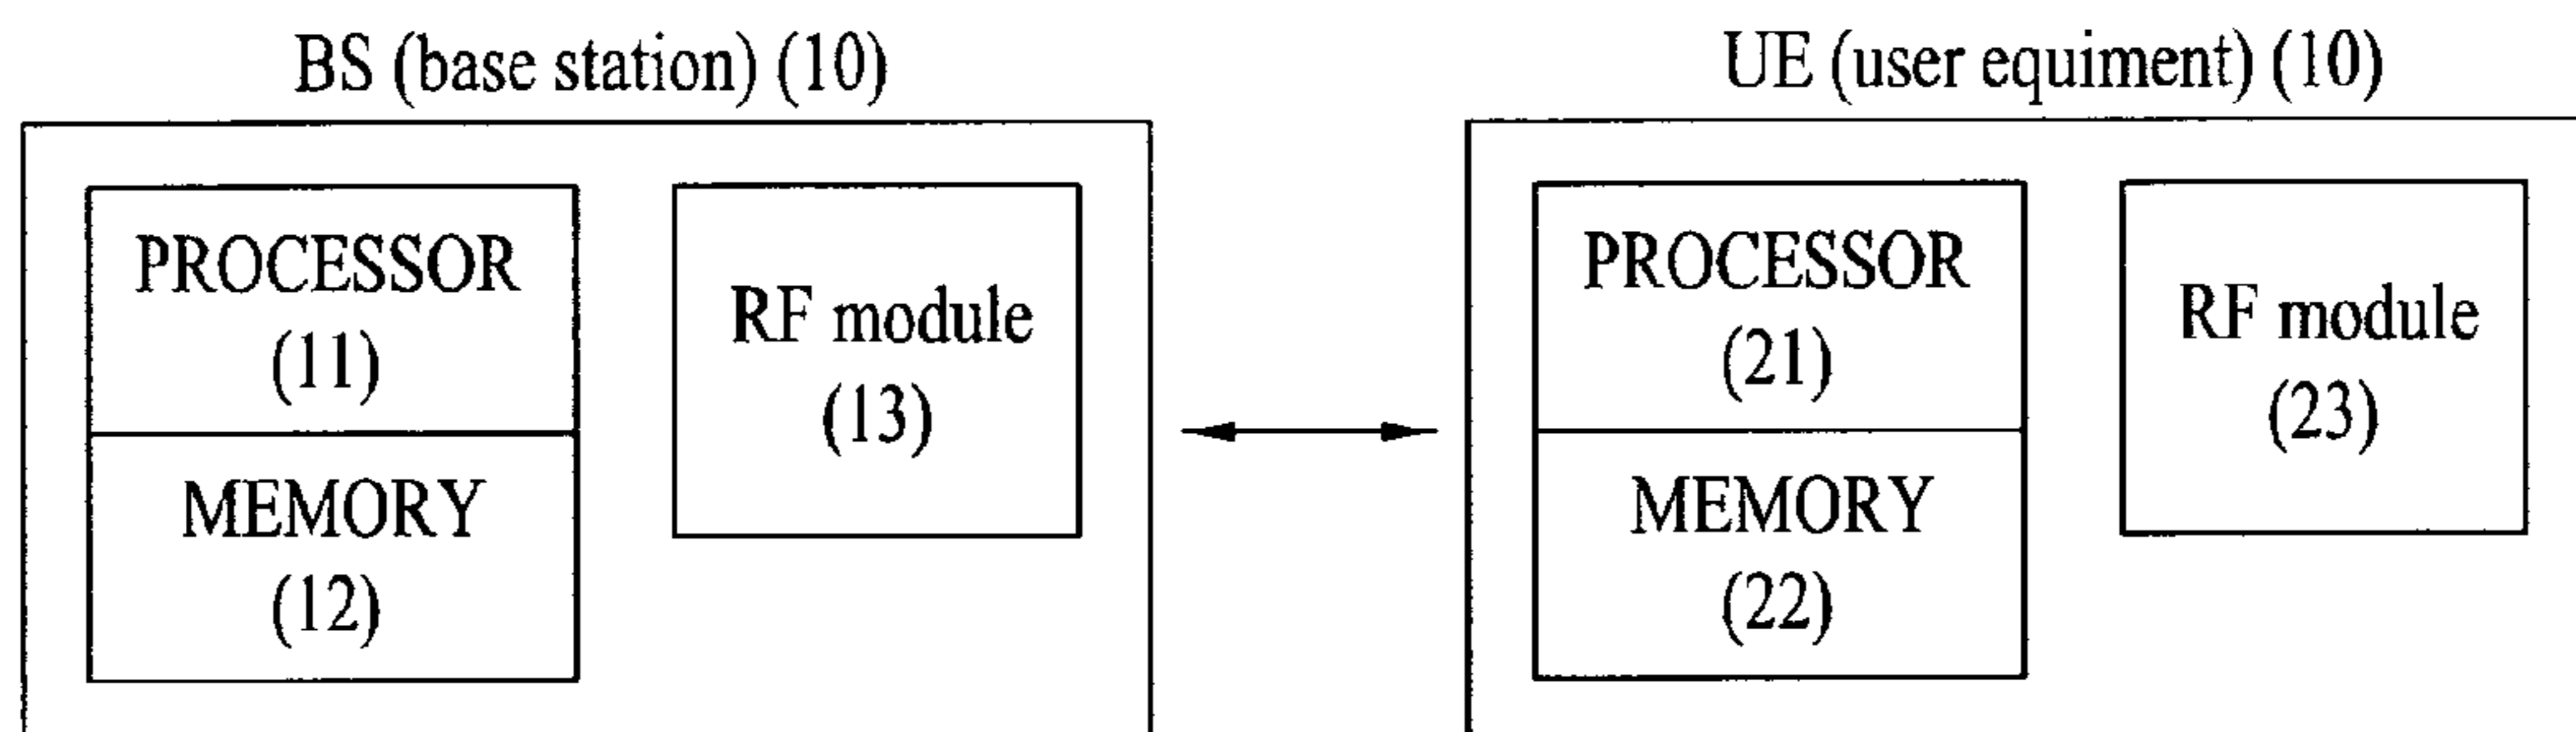 BS (base station) (10)
PROCESSOR
(11)
MEMORY
(12)
RF module
(13)
UE (user equiment) (10)
PROCESSOR
(21)
MEMORY
(22)
RF module
(23)